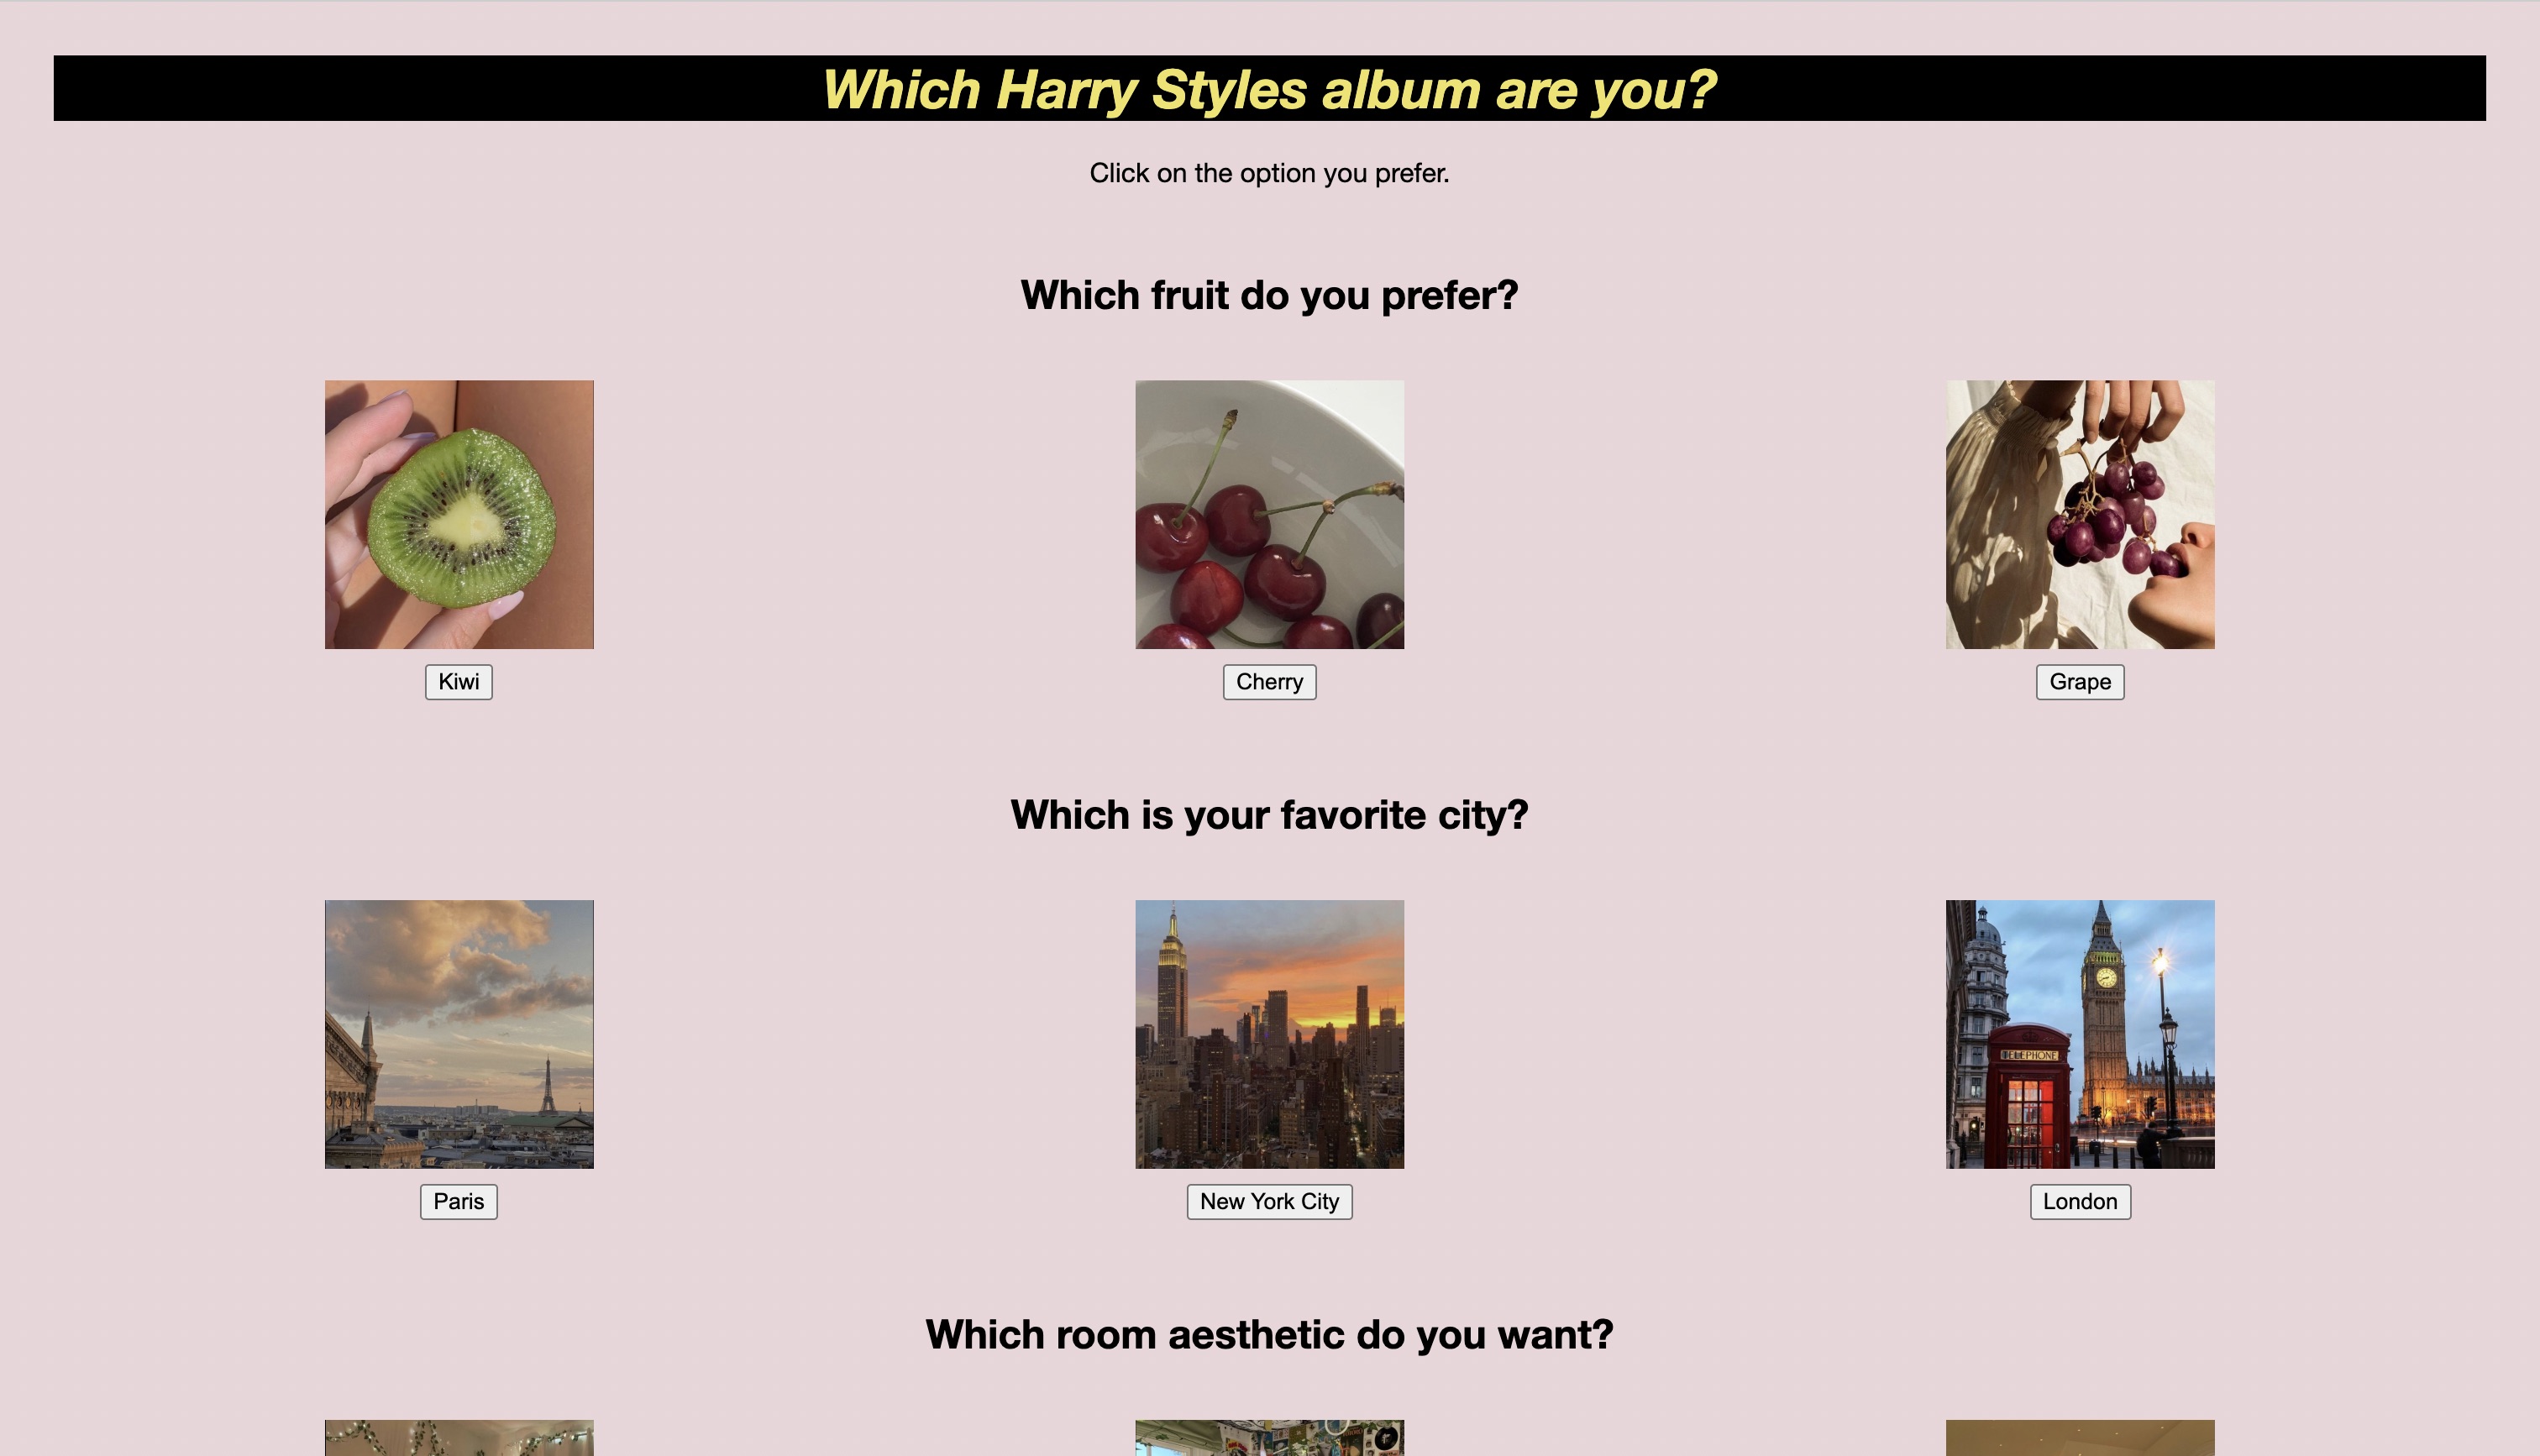 Which Harry Styles album are you?
Click on the option you prefer.
Which fruit do you prefer?
Kiwi
Cherry
Grape
Which is your favorite city?
TELEPHONE
Paris
New York City
London
Which room aesthetic do you want?